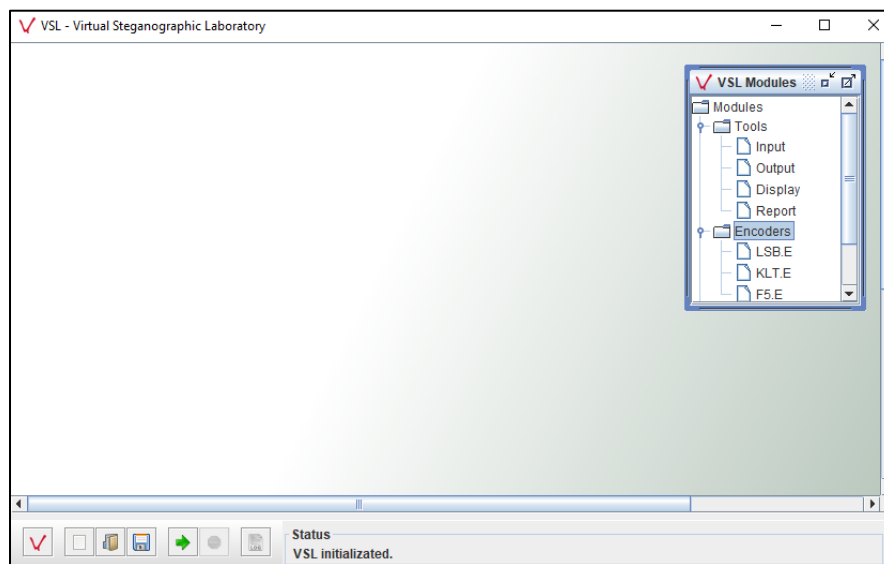 VSL - Virtual Steganographic Laboratory
VSL Modules
Modules
Tools
Input
Output
Display
Report
Encoders
LSB.E
KLT.E
F5.E
Status
VSL initializated.